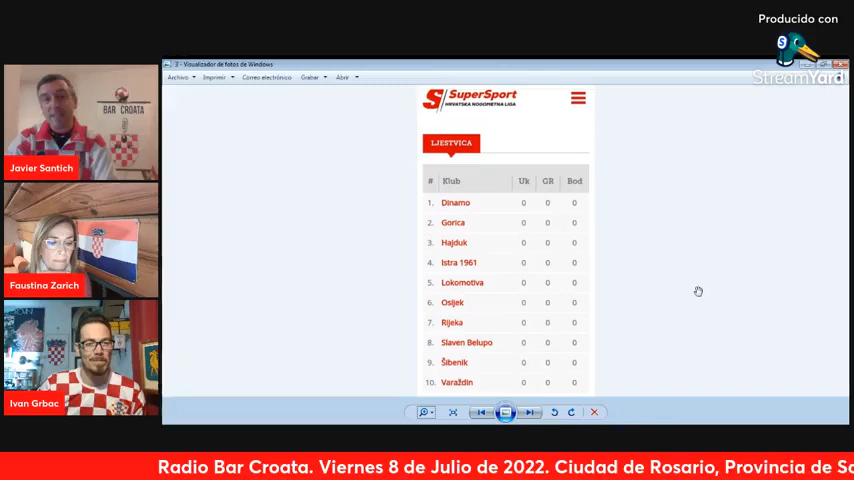 Producido con
StreamYard
3 - Visualizador de fotos de Windows
Archivo Imprimir Correo electrónico Grabar Abrir
SuperSport
HRVATSKA NOGOMETNA LIGA
LJESTVICA
# Klub Uk GR Bod
1. Dinamo 0 0 0
2. Gorica 0 0 0
3. Hajduk 0 0 0
4. Istra 1961 0 0 0
5. Lokomotiva 0 0 0
6. Osijek 0 0 0
7. Rijeka 0 0 0
8. Slaven Belupo 0 0 0
9. Šibenik 0 0 0
10. Varaždin 0 0 0
BAR CROATA
Javier Santich
Faustina Zarich
Ivan Grbac
Radio Bar Croata. Viernes 8 de Julio de 2022. Ciudad de Rosario, Provincia de Sa